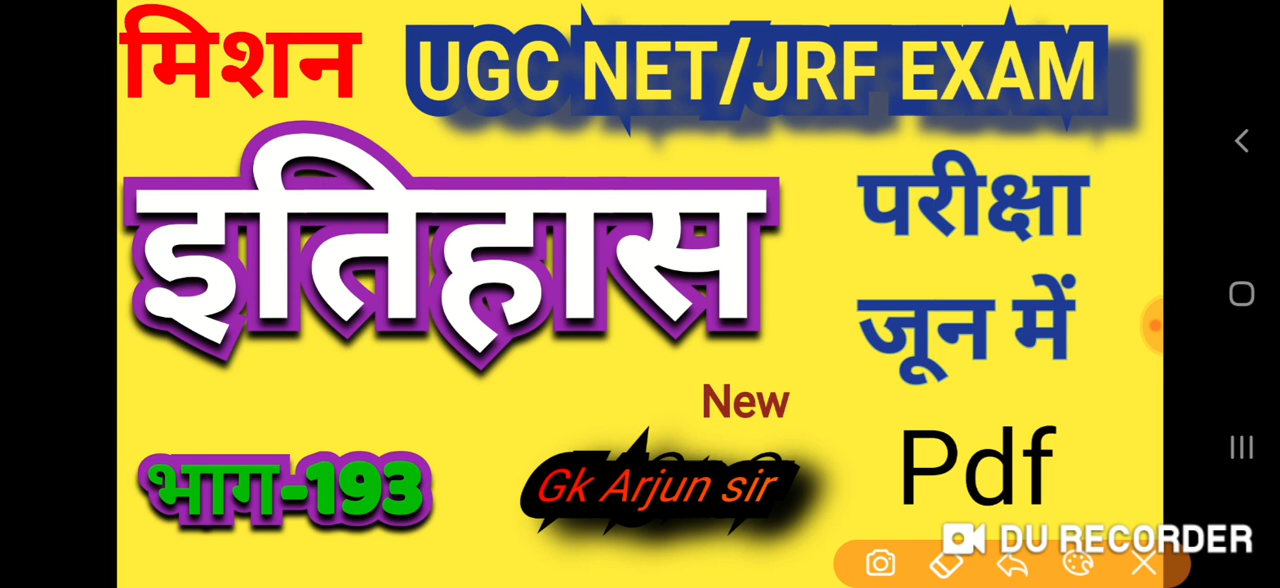 मिशन UGC NET/JRF EXAM
इतिहास
परीक्षा
जून में
New
भाग-193
Gk Arjun sir
Pdf
DU RECORDER